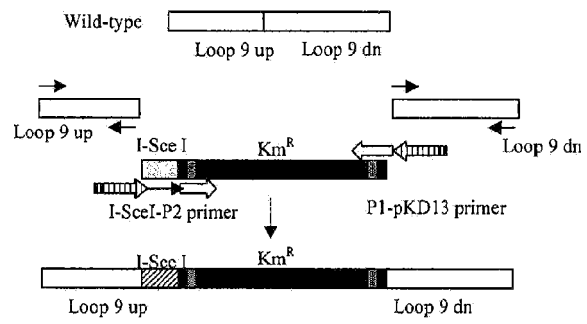 Wild-type
Loop 9 up
Loop 9 dn
Loop 9 up
I-Sce I
Km^R
Loop 9 dn
I-SceI-P2 primer
P1-pKD13 primer
I-Sce I
Km^R
Loop 9 up
Loop 9 dn